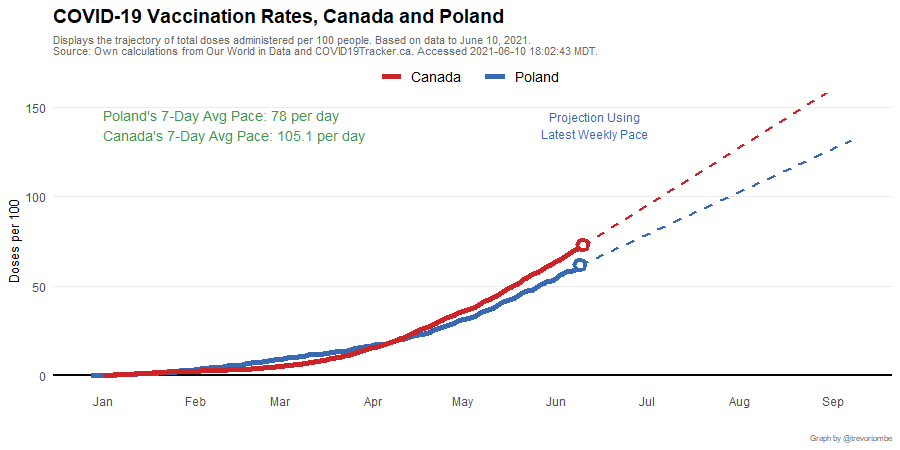 COVID-19 Vaccination Rates, Canada and Poland
Displays the trajectory of total doses administered per 100 people. Based on data to June 10, 2021.
Source: Own calculations from Our World in Data and COVID19Tracker.ca. Accessed 2021-06-10 18:02:43 MDT.
Canada
Poland
Poland's 7-Day Avg Pace: 78 per day
Canada's 7-Day Avg Pace: 105.1 per day
Projection Using
Latest Weekly Pace
Doses per 100
150
100
50
0
Jan
Feb
Mar
Apr
May
Jun
Jul
Aug
Sep
Graph by @trevortombe